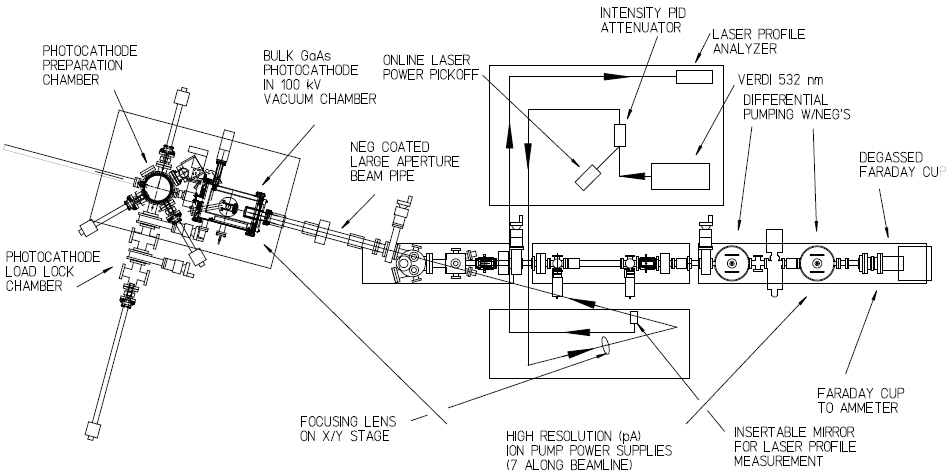 INTENSITY PID
ATTENUATOR
LASER PROFILE
ANALYZER
PHOTOCATHODE
PREPARATION
CHAMBER
BULK GaAs
PHOTOCATHODE
IN 100 kV
VACUUM CHAMBER
ONLINE LASER
POWER PICKOFF
VERDI 532 nm
DIFFERENTIAL
PUMPING W/NEG'S
NEG COATED
LARGE APERTURE
BEAM PIPE
DEGASSED
FARADAY CUP
PHOTOCATHODE
LOAD LOCK
CHAMBER
FOCUSING LENS
ON X/Y STAGE
HIGH RESOLUTION (pA)
ION PUMP POWER SUPPLIES
(7 ALONG BEAMLINE)
INSERTABLE MIRROR
FOR LASER PROFILE
MEASUREMENT
FARADAY CUP
TO AMMETER